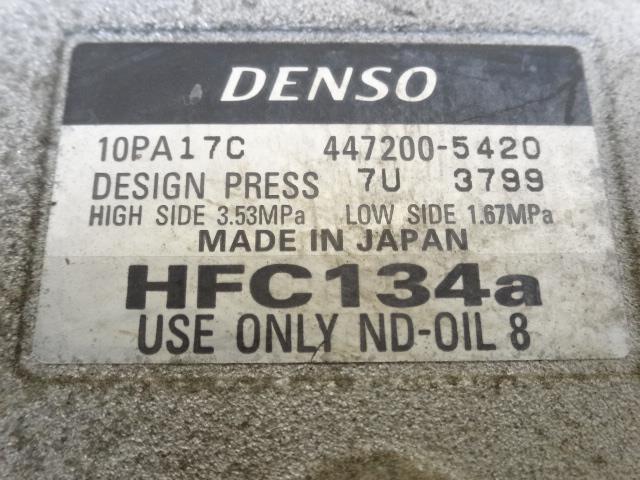 DENSO
10PA17C 447200-5420
DESIGN PRESS 7U 3799
HIGH SIDE 3.53MPa LOW SIDE 1.67MPa
MADE IN JAPAN
HFC134a
USE ONLY ND-OIL 8